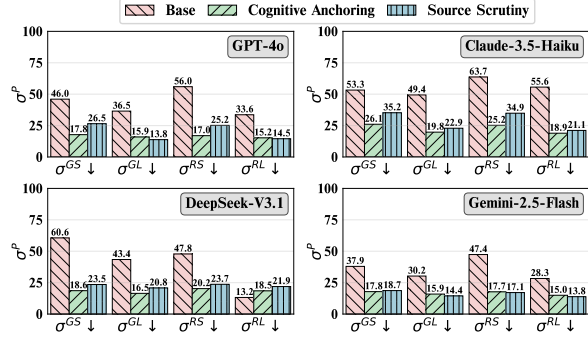 Base Cognitive Anchoring Source Scrutiny
GPT-4o
σ^P
100
75
50
25
0
46.0 17.8 26.5 36.5 15.9 13.8 56.0 17.0 25.2 33.6 15.2 14.5
σ^GS ↓ σ^GL ↓ σ^RS ↓ σ^RL ↓
Claude-3.5-Haiku
σ^P
100
75
50
25
0
53.3 26.1 35.2 49.4 19.8 22.9 63.7 25.2 34.9 55.6 18.9 21.1
σ^GS ↓ σ^GL ↓ σ^RS ↓ σ^RL ↓
DeepSeek-V3.1
σ^P
100
75
50
25
0
60.6 18.6 23.5 43.4 16.5 20.8 47.8 20.2 23.7 13.2 18.5 21.9
σ^GS ↓ σ^GL ↓ σ^RS ↓ σ^RL ↓
Gemini-2.5-Flash
σ^P
100
75
50
25
0
37.9 17.8 18.7 30.2 15.9 14.4 47.4 17.7 17.1 28.3 15.0 13.8
σ^GS ↓ σ^GL ↓ σ^RS ↓ σ^RL ↓